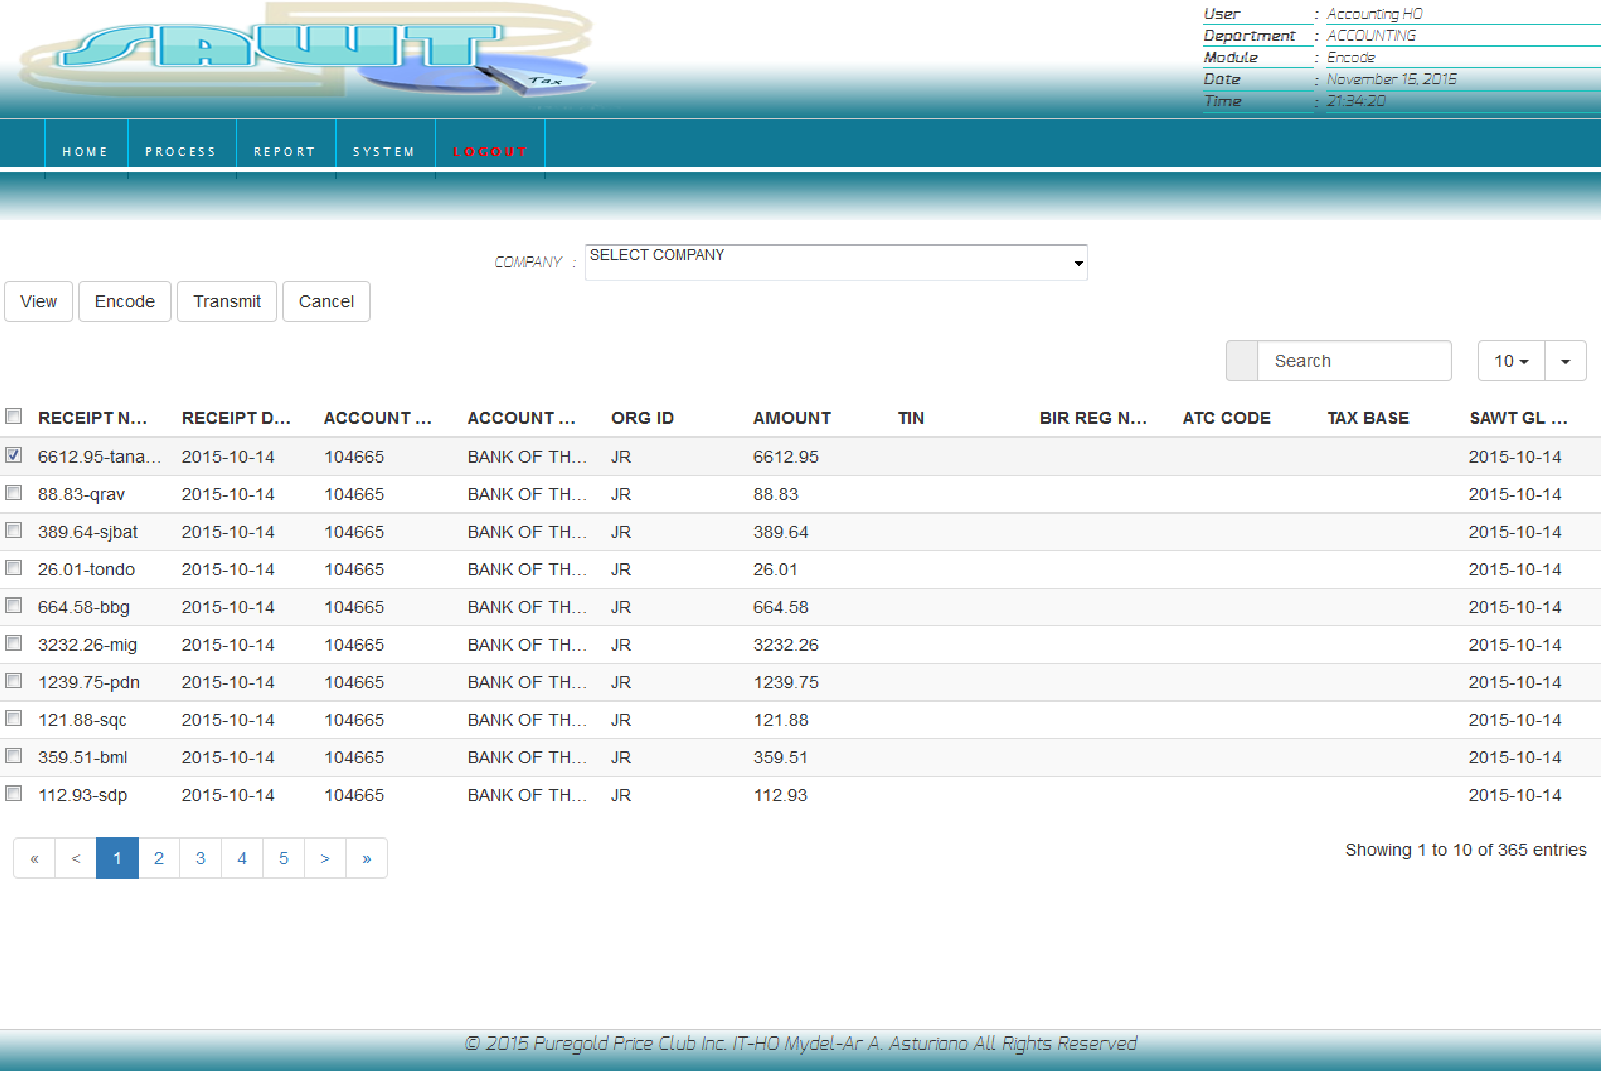 SAWT
Tax
User : Accounting HO
Department : ACCOUNTING
Module : Encode
Date : November 15, 2015
Time : 21:34:20
HOME PROCESS REPORT SYSTEM LOGOUT
COMPANY : SELECT COMPANY
View Encode Transmit Cancel
Search 10
RECEIPT N... RECEIPT D... ACCOUNT ... ACCOUNT ... ORG ID AMOUNT TIN BIR REG N... ATC CODE TAX BASE SAWT GL ...
6612.95-tana... 2015-10-14 104665 BANK OF TH... JR 6612.95 2015-10-14
88.83-qrav 2015-10-14 104665 BANK OF TH... JR 88.83 2015-10-14
389.64-sjbat 2015-10-14 104665 BANK OF TH... JR 389.64 2015-10-14
26.01-tondo 2015-10-14 104665 BANK OF TH... JR 26.01 2015-10-14
664.58-bbg 2015-10-14 104665 BANK OF TH... JR 664.58 2015-10-14
3232.26-mig 2015-10-14 104665 BANK OF TH... JR 3232.26 2015-10-14
1239.75-pdn 2015-10-14 104665 BANK OF TH... JR 1239.75 2015-10-14
121.88-sqc 2015-10-14 104665 BANK OF TH... JR 121.88 2015-10-14
359.51-bml 2015-10-14 104665 BANK OF TH... JR 359.51 2015-10-14
112.93-sdp 2015-10-14 104665 BANK OF TH... JR 112.93 2015-10-14
« < 1 2 3 4 5 > »
Showing 1 to 10 of 365 entries
© 2015 Puregold Price Club Inc. IT-HO Mydel-Ar A. Asturiano All Rights Reserved